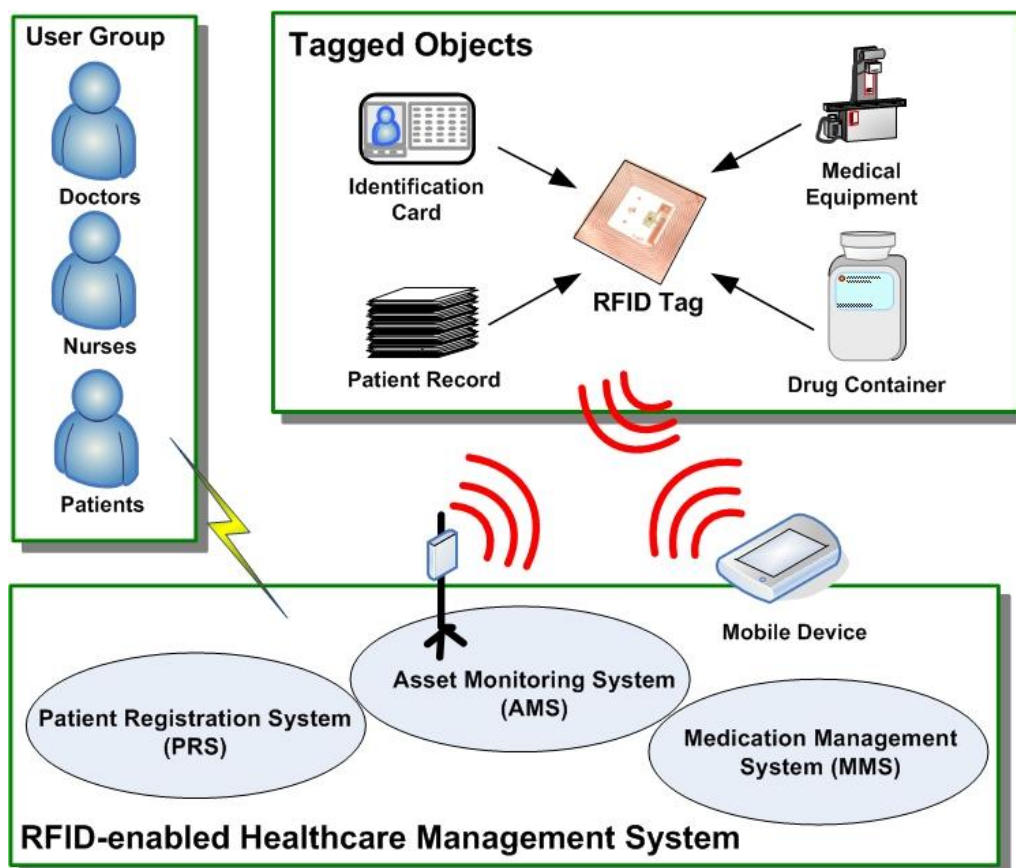 User Group
Doctors
Nurses
Patients
Tagged Objects
Identification
Card
Medical
Equipment
RFID Tag
Patient Record
Drug Container
Mobile Device
Asset Monitoring System
(AMS)
Patient Registration System
(PRS)
Medication Management
System (MMS)
RFID-enabled Healthcare Management System